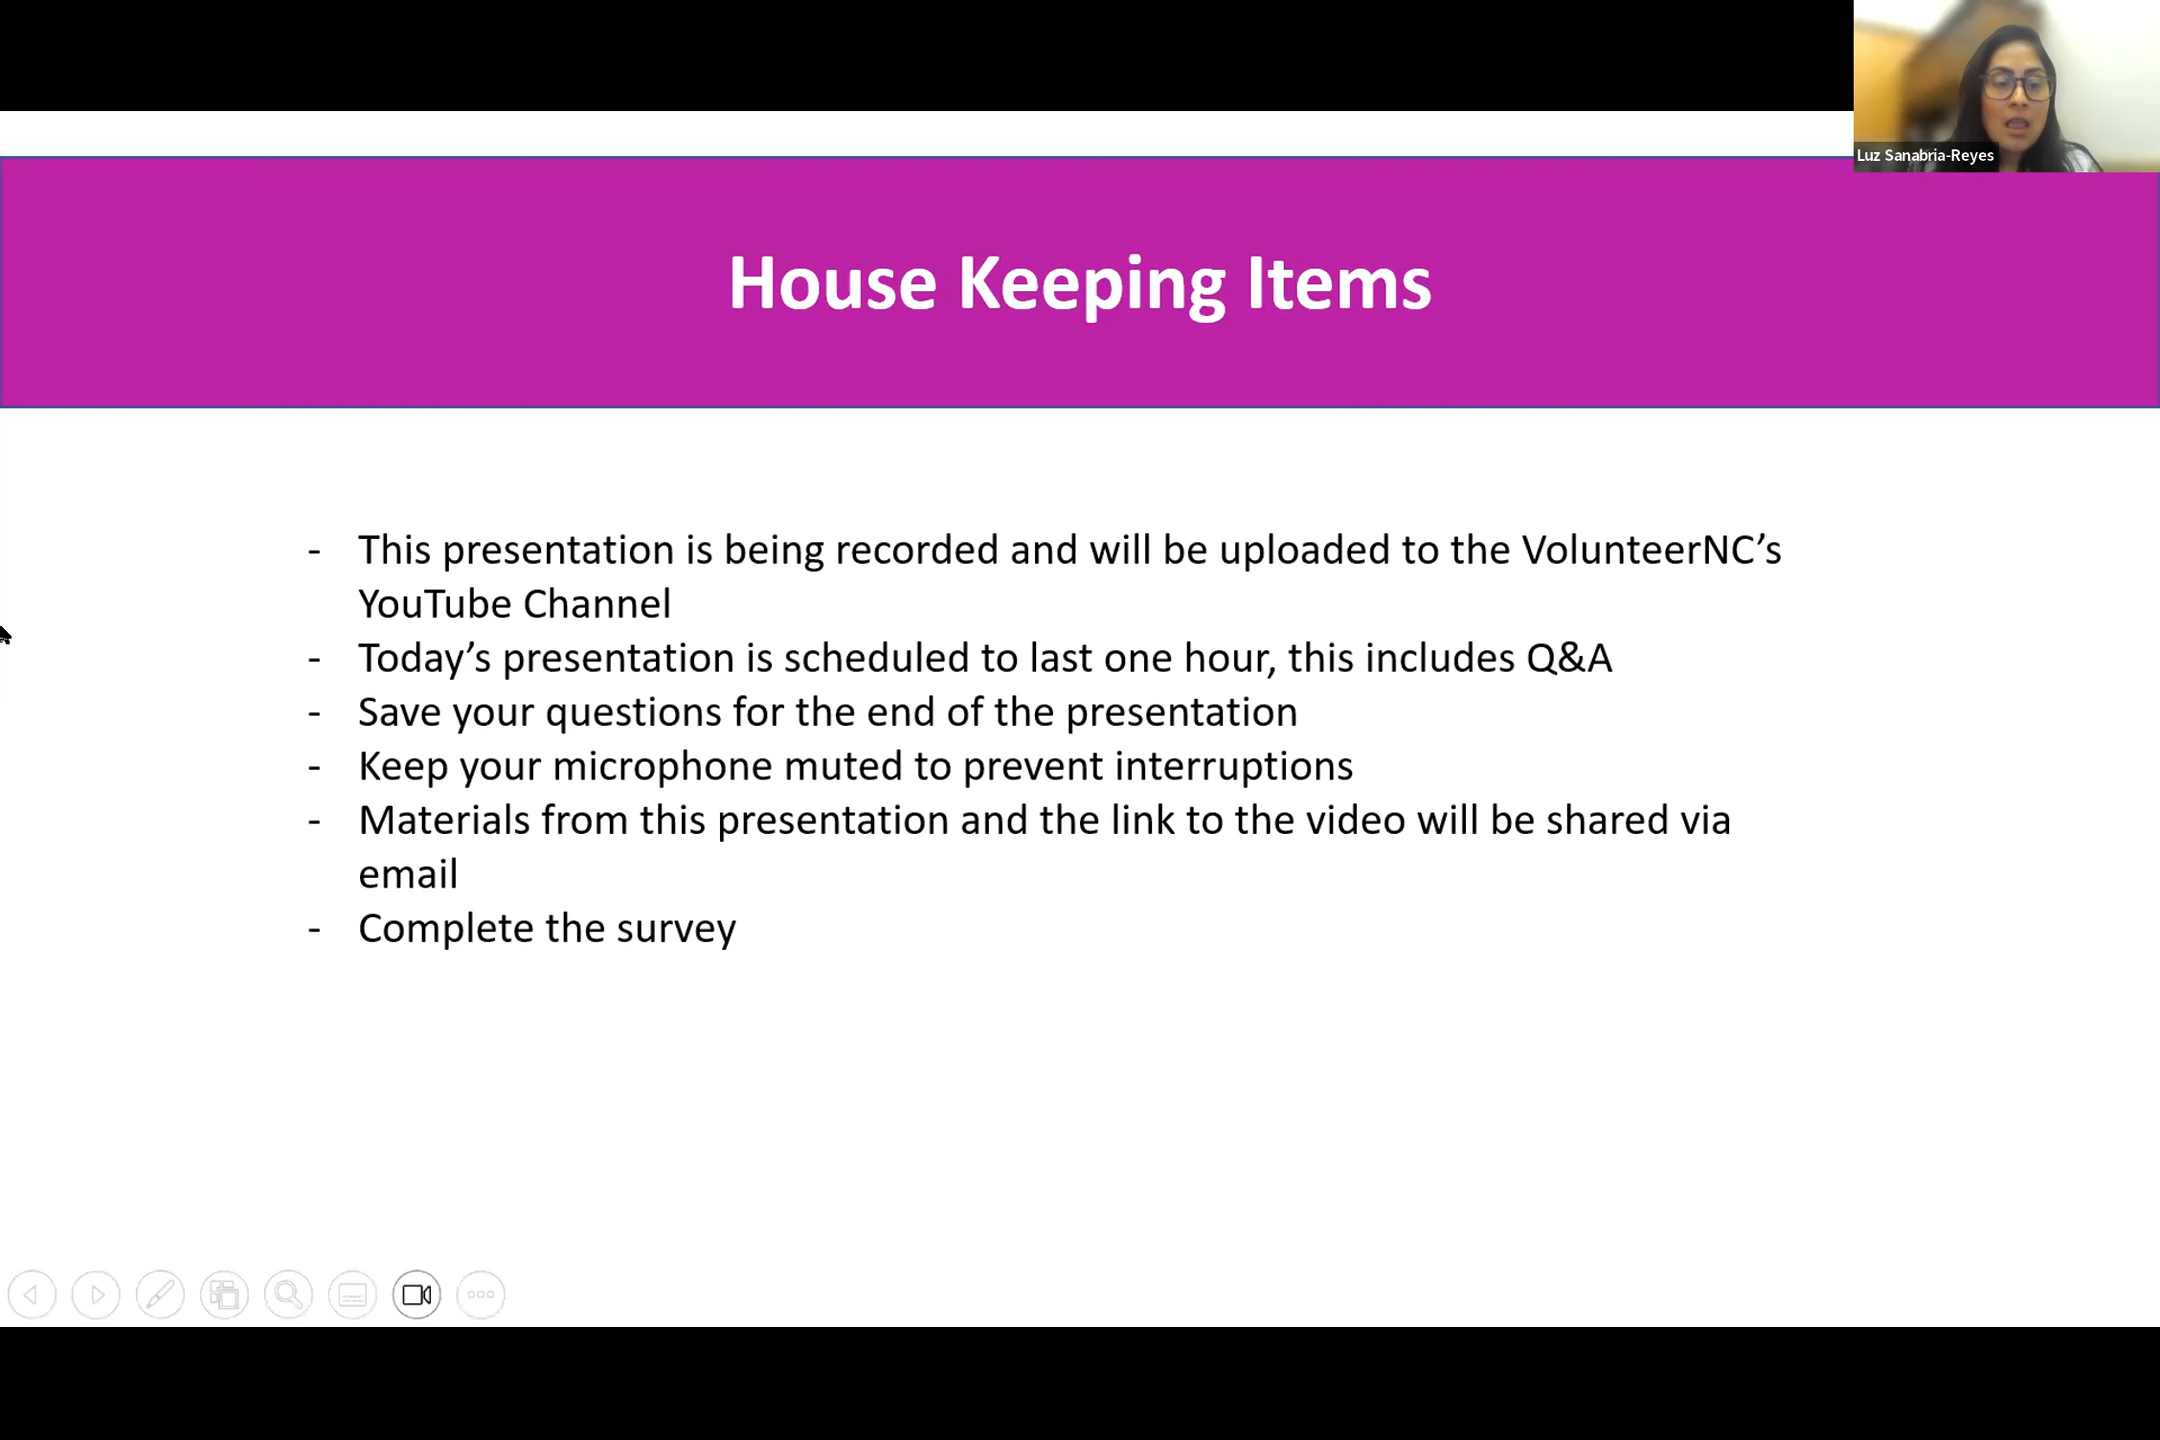 Luz Sanabria-Reyes
House Keeping Items
- This presentation is being recorded and will be uploaded to the VolunteerNC’s
YouTube Channel
- Today’s presentation is scheduled to last one hour, this includes Q&A
- Save your questions for the end of the presentation
- Keep your microphone muted to prevent interruptions
- Materials from this presentation and the link to the video will be shared via
email
- Complete the survey